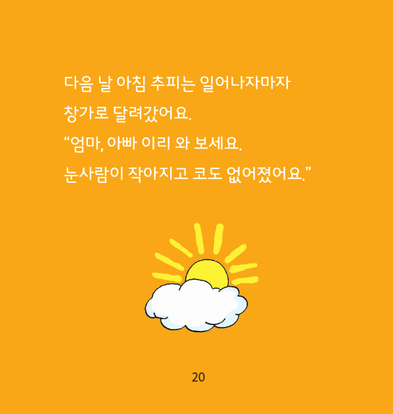 다음 날 아침 추피는 일어나자마자
창가로 달려갔어요.
“엄마, 아빠 이리 와 보세요.
눈사람이 작아지고 코도 없어졌어요.”
20